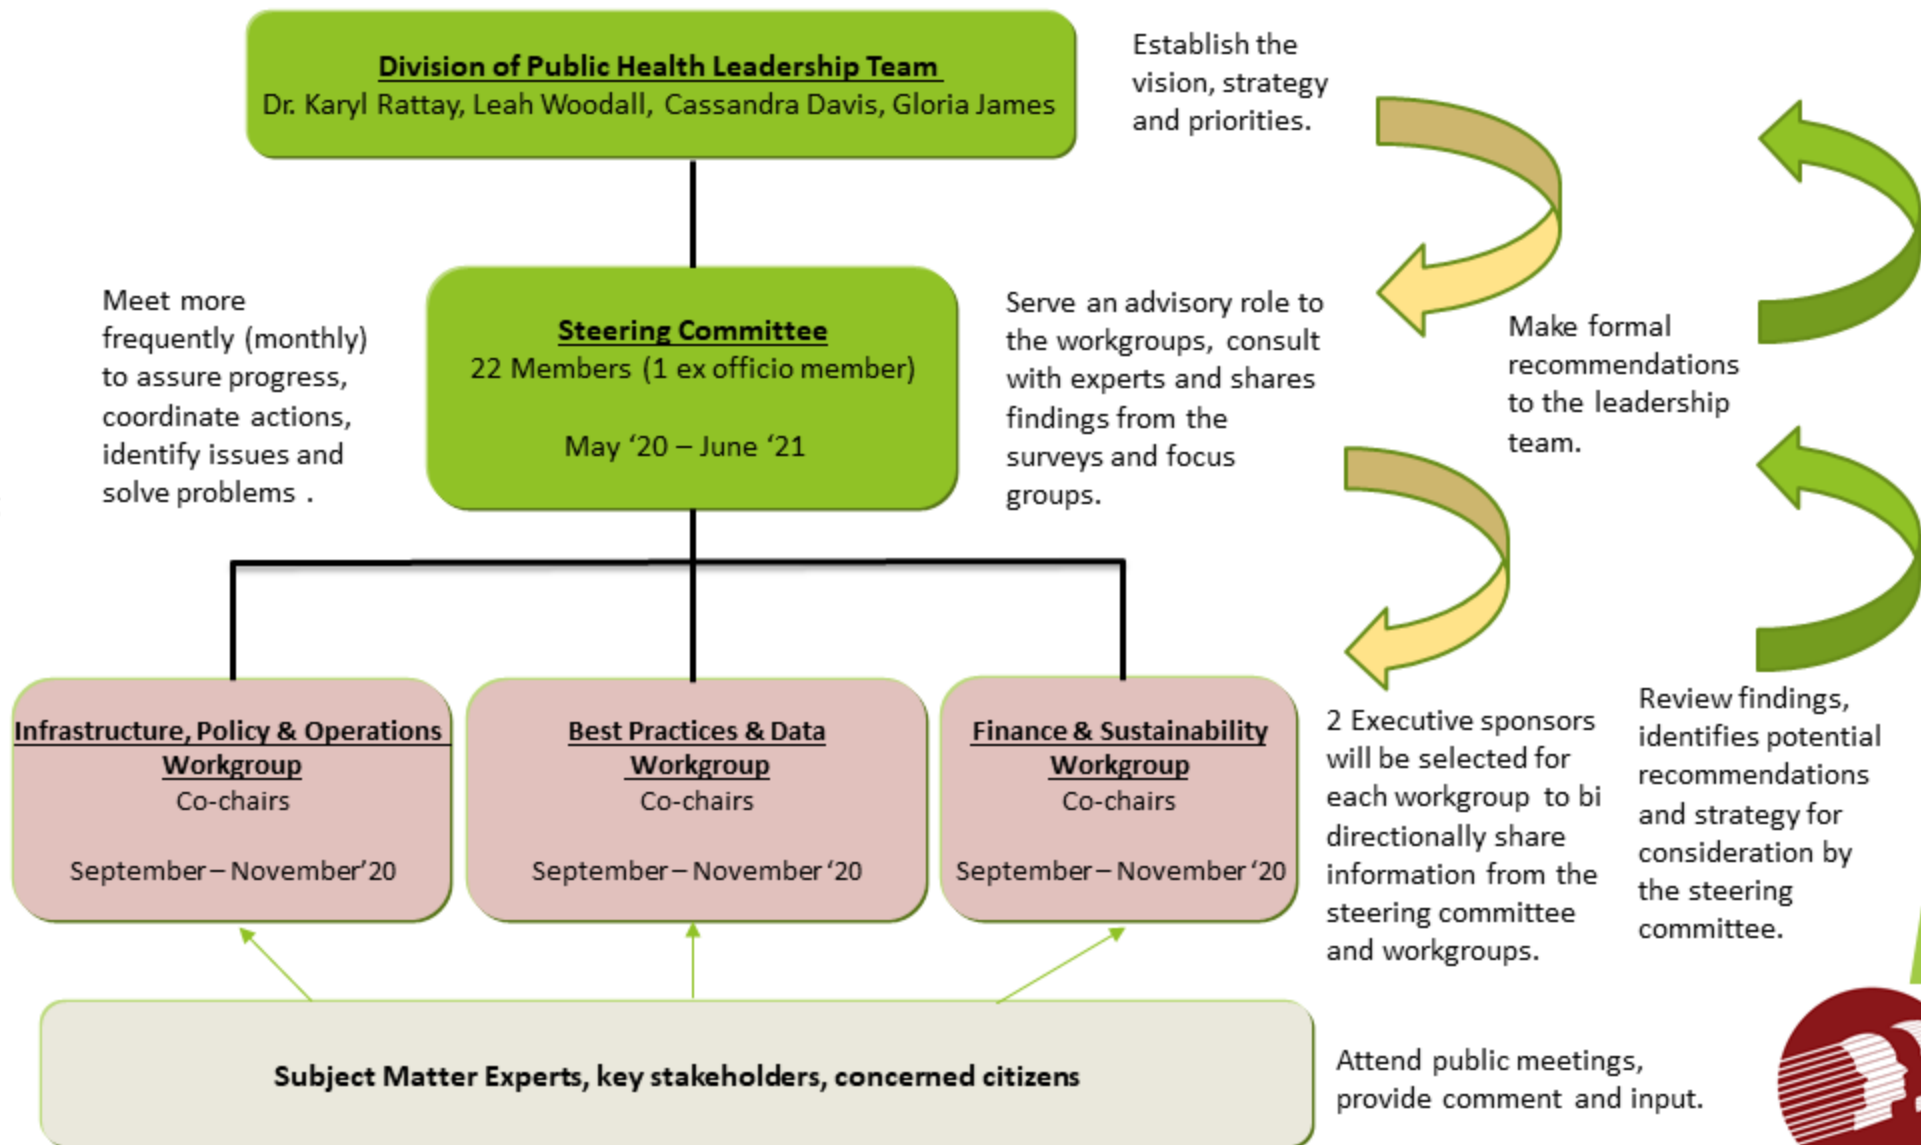 Division of Public Health Leadership Team
Dr. Karyl Rattay, Leah Woodall, Cassandra Davis, Gloria James
Establish the
vision, strategy
and priorities.
Meet more
frequently (monthly)
to assure progress,
coordinate actions,
identify issues and
solve problems .
Steering Committee
22 Members (1 ex officio member)
May ‘20 – June ‘21
Serve an advisory role to
the workgroups, consult
with experts and shares
findings from the
surveys and focus
groups.
Make formal
recommendations
to the leadership
team.
Infrastructure, Policy & Operations
Workgroup
Co-chairs
September – November’20
Best Practices & Data
Workgroup
Co-chairs
September – November ‘20
Finance & Sustainability
Workgroup
Co-chairs
September – November ‘20
2 Executive sponsors
will be selected for
each workgroup to bi
directionally share
information from the
steering committee
and workgroups.
Review findings,
identifies potential
recommendations
and strategy for
consideration by
the steering
committee.
Subject Matter Experts, key stakeholders, concerned citizens
Attend public meetings,
provide comment and input.